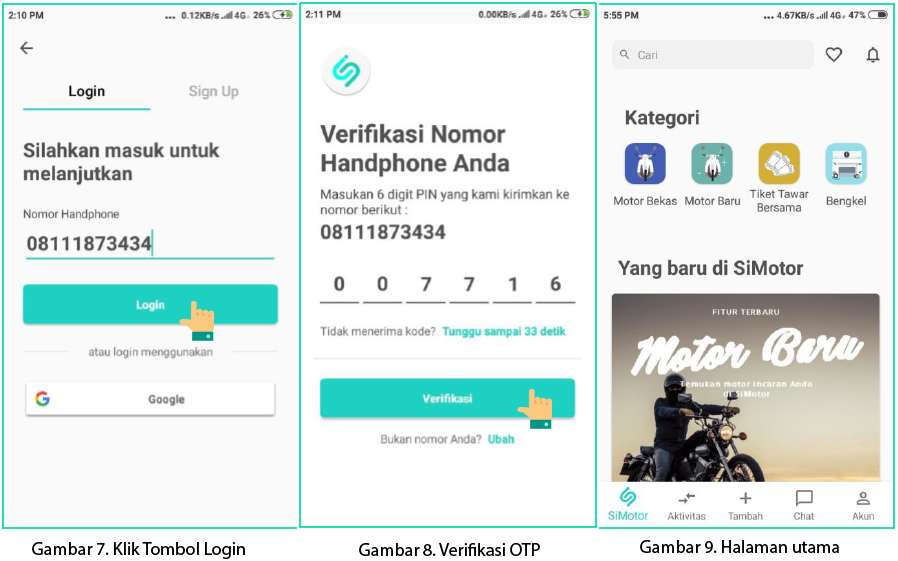 2:10 PM
... 0.12KB/s 4G 26%
Login
Sign Up
Silahkan masuk untuk
melanjutkan
Nomor Handphone
08111873434
Login
atau login menggunakan
G
Google
Gambar 7. Klik Tombol Login
2:11 PM
0.00KB/s 4G 26%
Verifikasi Nomor
Handphone Anda
Masukan 6 digit PIN yang kami kirimkan ke
nomor berikut :
08111873434
0 0 7 7 1 6
Tidak menerima kode? Tunggu sampai 33 detik
Verifikasi
Bukan nomor Anda? Ubah
Gambar 8. Verifikasi OTP
5:55 PM
... 4.67KB/s 4G 47%
Cari
Kategori
Motor Bekas
Motor Baru
Tiket Tawar
Bersama
Bengkel
Yang baru di SiMotor
FITUR TERBARU
Motor Baru
Temukan motor incaran Anda
di SiMotor
SiMotor
Aktivitas
Tambah
Chat
Akun
Gambar 9. Halaman utama